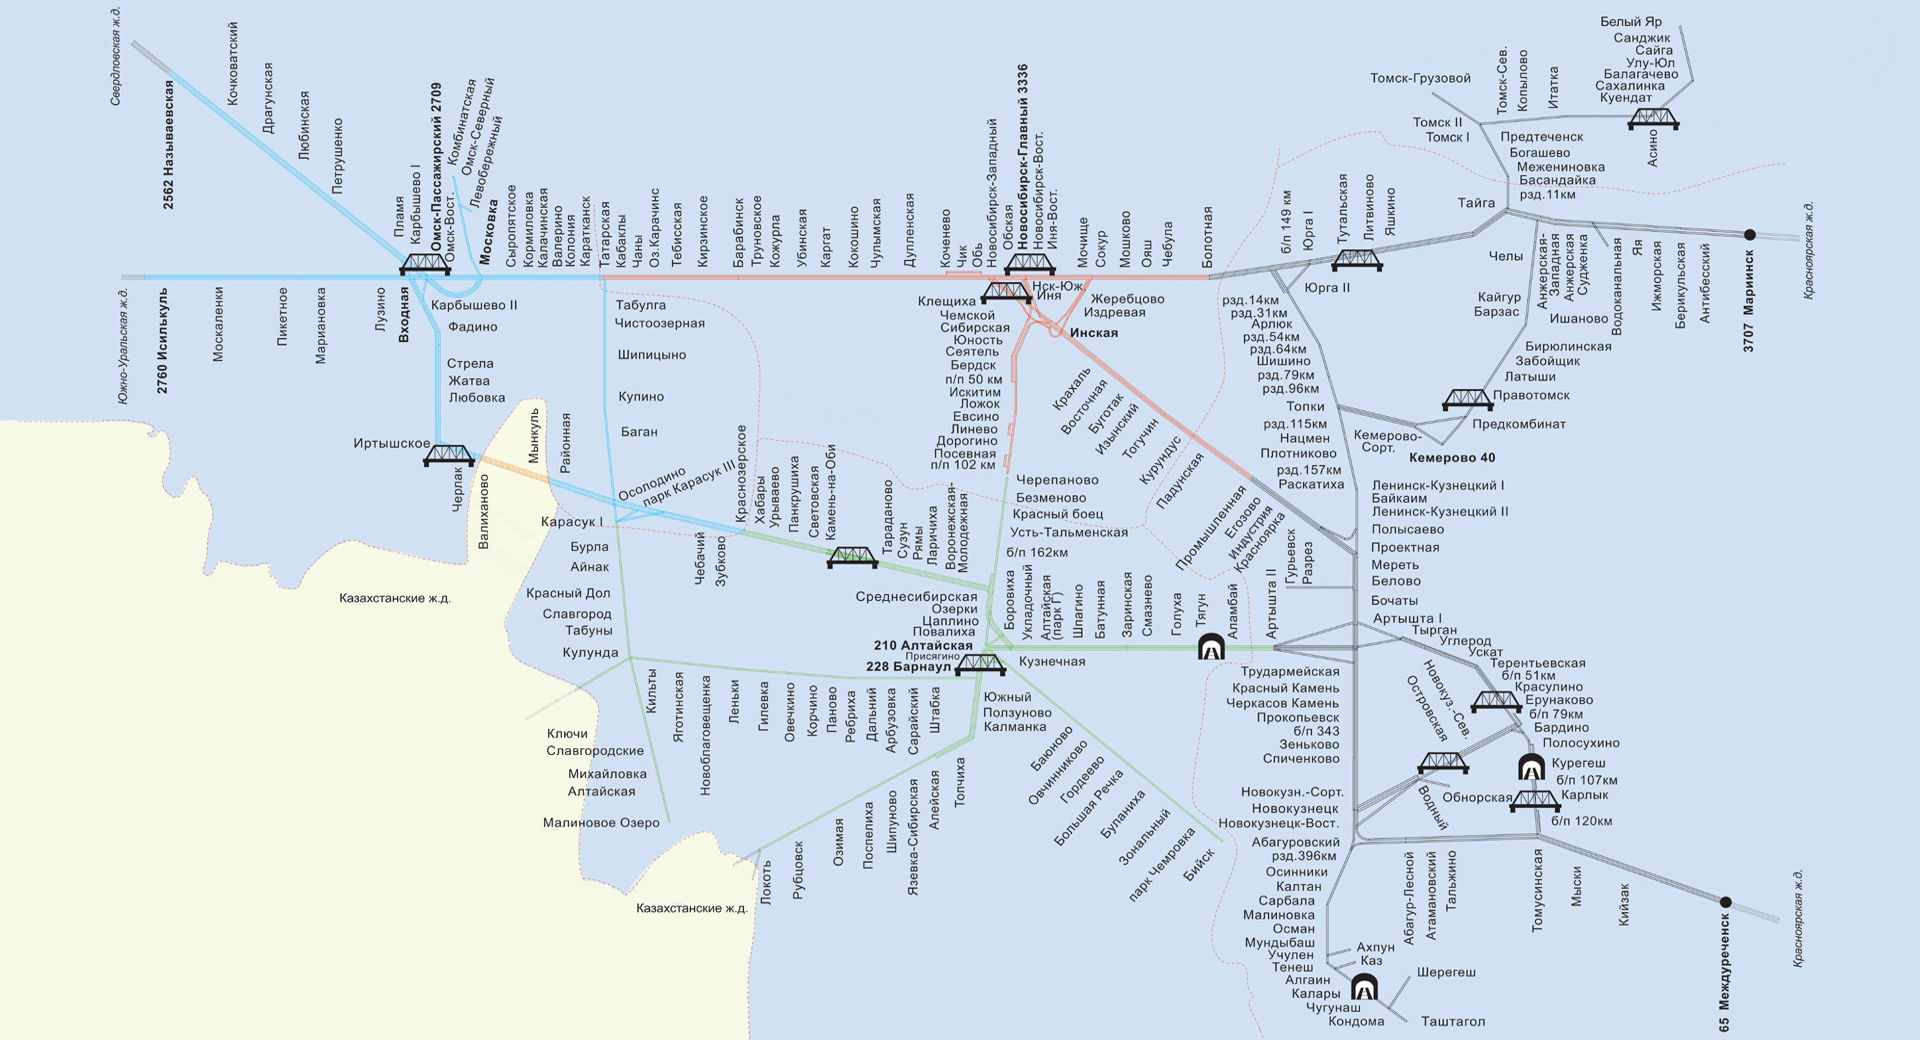 Свердловская ж.д.
2562 Называевская
Кочковатский
Драгунская
Любинская
Петрушенко
Пламя
Карбышево I
Омск-Пассажирский 2709
Омск-Вост.
Комбинатская
Омск-Северный
Левобережный
Московка
Сыропятское
Кормиловка
Калачинская
Валерино
Колония
Каратканск
Татарская
Кабаклы
Чаны
Оз.Карачинс
Тебисская
Кирзинское
Барабинск
Труновское
Кожурла
Убинская
Каргат
Кокошино
Чулымская
Дупленская
Коченево
Чик
Обь
Новосибирск-Западный
Обская
Новосибирск-Главный 3336
Новосибирск-Вост.
Иня-Вост.
Мочище
Сокур
Мошково
Ояш
Чебула
Болотная
б/п 149 км
Юрга I
Тутальская
Литвиново
Яшкино
Тайга
Томск-Грузовой
Томск II
Томск I
Томск-Сев.
Копылово
Итатка
Белый Яр
Санджик
Сайга
Улу-Юл
Балагачево
Сахалинка
Куендат
Асино
Предтеченск
Богашево
Межениновка
Басандайка
рзд.11км
Южно-Уральская ж.д.
2760 Исилькуль
Москаленки
Пикетное
Мариановка
Лузино
Входная
Карбышево II
Фадино
Стрела
Жатва
Любовка
Иртышское
Черлак
Валиханово
Мынкуль
Районная
Табулга
Чистоозерная
Шипицыно
Купино
Баган
Осолодино
парк Карасук III
Карасук I
Бурла
Айнак
Красный Дол
Славгород
Табуны
Кулунда
Ключи
Славгородские
Михайловка
Алтайская
Малиновое Озеро
Казахстанские ж.д.
Казахстанские ж.д.
Чебачий
Зубково
Краснозерское
Хабары
Урываево
Панкрушиха
Световская
Камень-на-Оби
Тараданово
Сузун
Рямы
Ларичиха
Воронежская-
Молодежная
Клещиха
Чемской
Сибирская
Юность
Сеятель
Бердск
п/п 50 км
Искитим
Ложок
Евсино
Линево
Дорогино
Посевная
п/п 102 км
Нск-Юж.
Иня
Жеребцово
Издревая
Инская
Крахаль
Восточная
Буготак
Изынский
Тогучин
Курундус
Падунская
Промышленная
Егозово
Индустрия
Красноярка
Черепаново
Безменово
Красный боец
Усть-Тальменская
б/п 162км
Среднесибирская
Озерки
Цаплино
Повалиха
210 Алтайская
Присягино
228 Барнаул
Боровиха
Укладочный
Алтайская
(парк Г)
Шпагино
Батунная
Заринская
Смазнево
Голуха
Тягун
Аламбай
Артышта II
Гурьевск
Разрез
Кузнечная
Южный
Ползуново
Калманка
Кильты
Яготинская
Новоблаговещенка
Леньки
Гилевка
Овечкино
Корчино
Паново
Ребриха
Дальний
Арбузовка
Сарайский
Штабка
Топчиха
Алейская
Язевка-Сибирская
Шипуново
Поспелиха
Озимая
Рубцовск
Локоть
Баюново
Овчинниково
Гордеево
Большая Речка
Буланиха
Зональный
парк Чемровка
Бийск
Юрга II
рзд.14км
рзд.31км
Арлюк
рзд.54км
рзд.64км
Шишино
рзд.79км
рзд.96км
Топки
рзд.115км
Нацмен
Плотниково
рзд.157км
Раскатиха
Кемерово-
Сорт.
Кемерово 40
Предкомбинат
Правотомск
Латыши
Забойщик
Бирюлинская
Барзас
Кайгур
Челы
Анжерская-
Западная
Анжерская
Судженка
Ишаново
Водоканальная
Яя
Ижморская
Берикульская
Антибесский
3707 Мариинск
Красноярская ж.д.
Ленинск-Кузнецкий I
Байкаим
Ленинск-Кузнецкий II
Полысаево
Проектная
Мереть
Белово
Бочаты
Артышта I
Тырган
Углерод
Ускат
Терентьевская
б/п 51км
Красулино
Ерунаково
б/п 79км
Бардино
Полосухино
Курегеш
б/п 107км
Карлык
б/п 120км
Новокуз.-Сев.
Островская
Обнорская
Водный
Трудармейская
Красный Камень
Черкасов Камень
Прокопьевск
б/п 343
Зеньково
Спиченково
Новокузн.-Сорт.
Новокузнецк
Новокузнецк-Вост.
Абагуровский
рзд.396км
Осинники
Калтан
Сарбала
Малиновка
Осман
Мундыбаш
Учулен
Тенеш
Алгаин
Калары
Чугунаш
Кондома
Ахпун
Каз
Шерегеш
Таштагол
Абагур-Лесной
Атамановский
Тальжино
Томусинская
Мыски
Кийзак
65 Междуреченск
Красноярская ж.д.